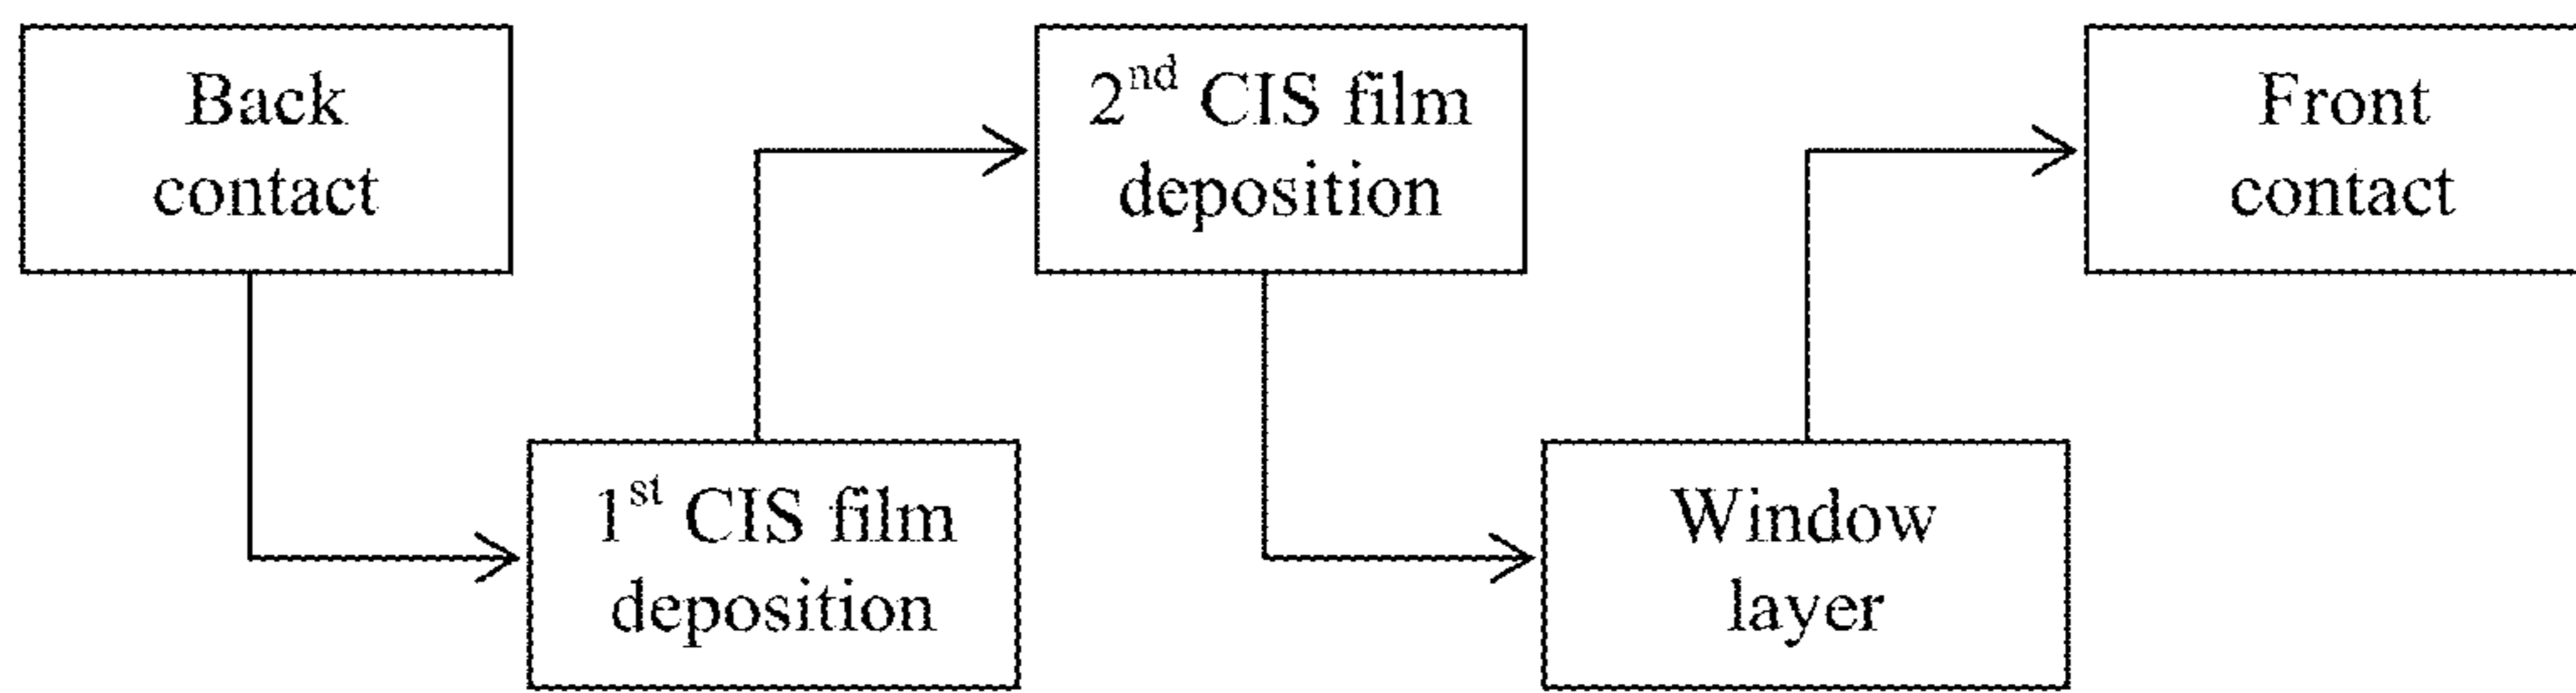 Back
contact
1st CIS film
deposition
2nd CIS film
deposition
Window
layer
Front
contact